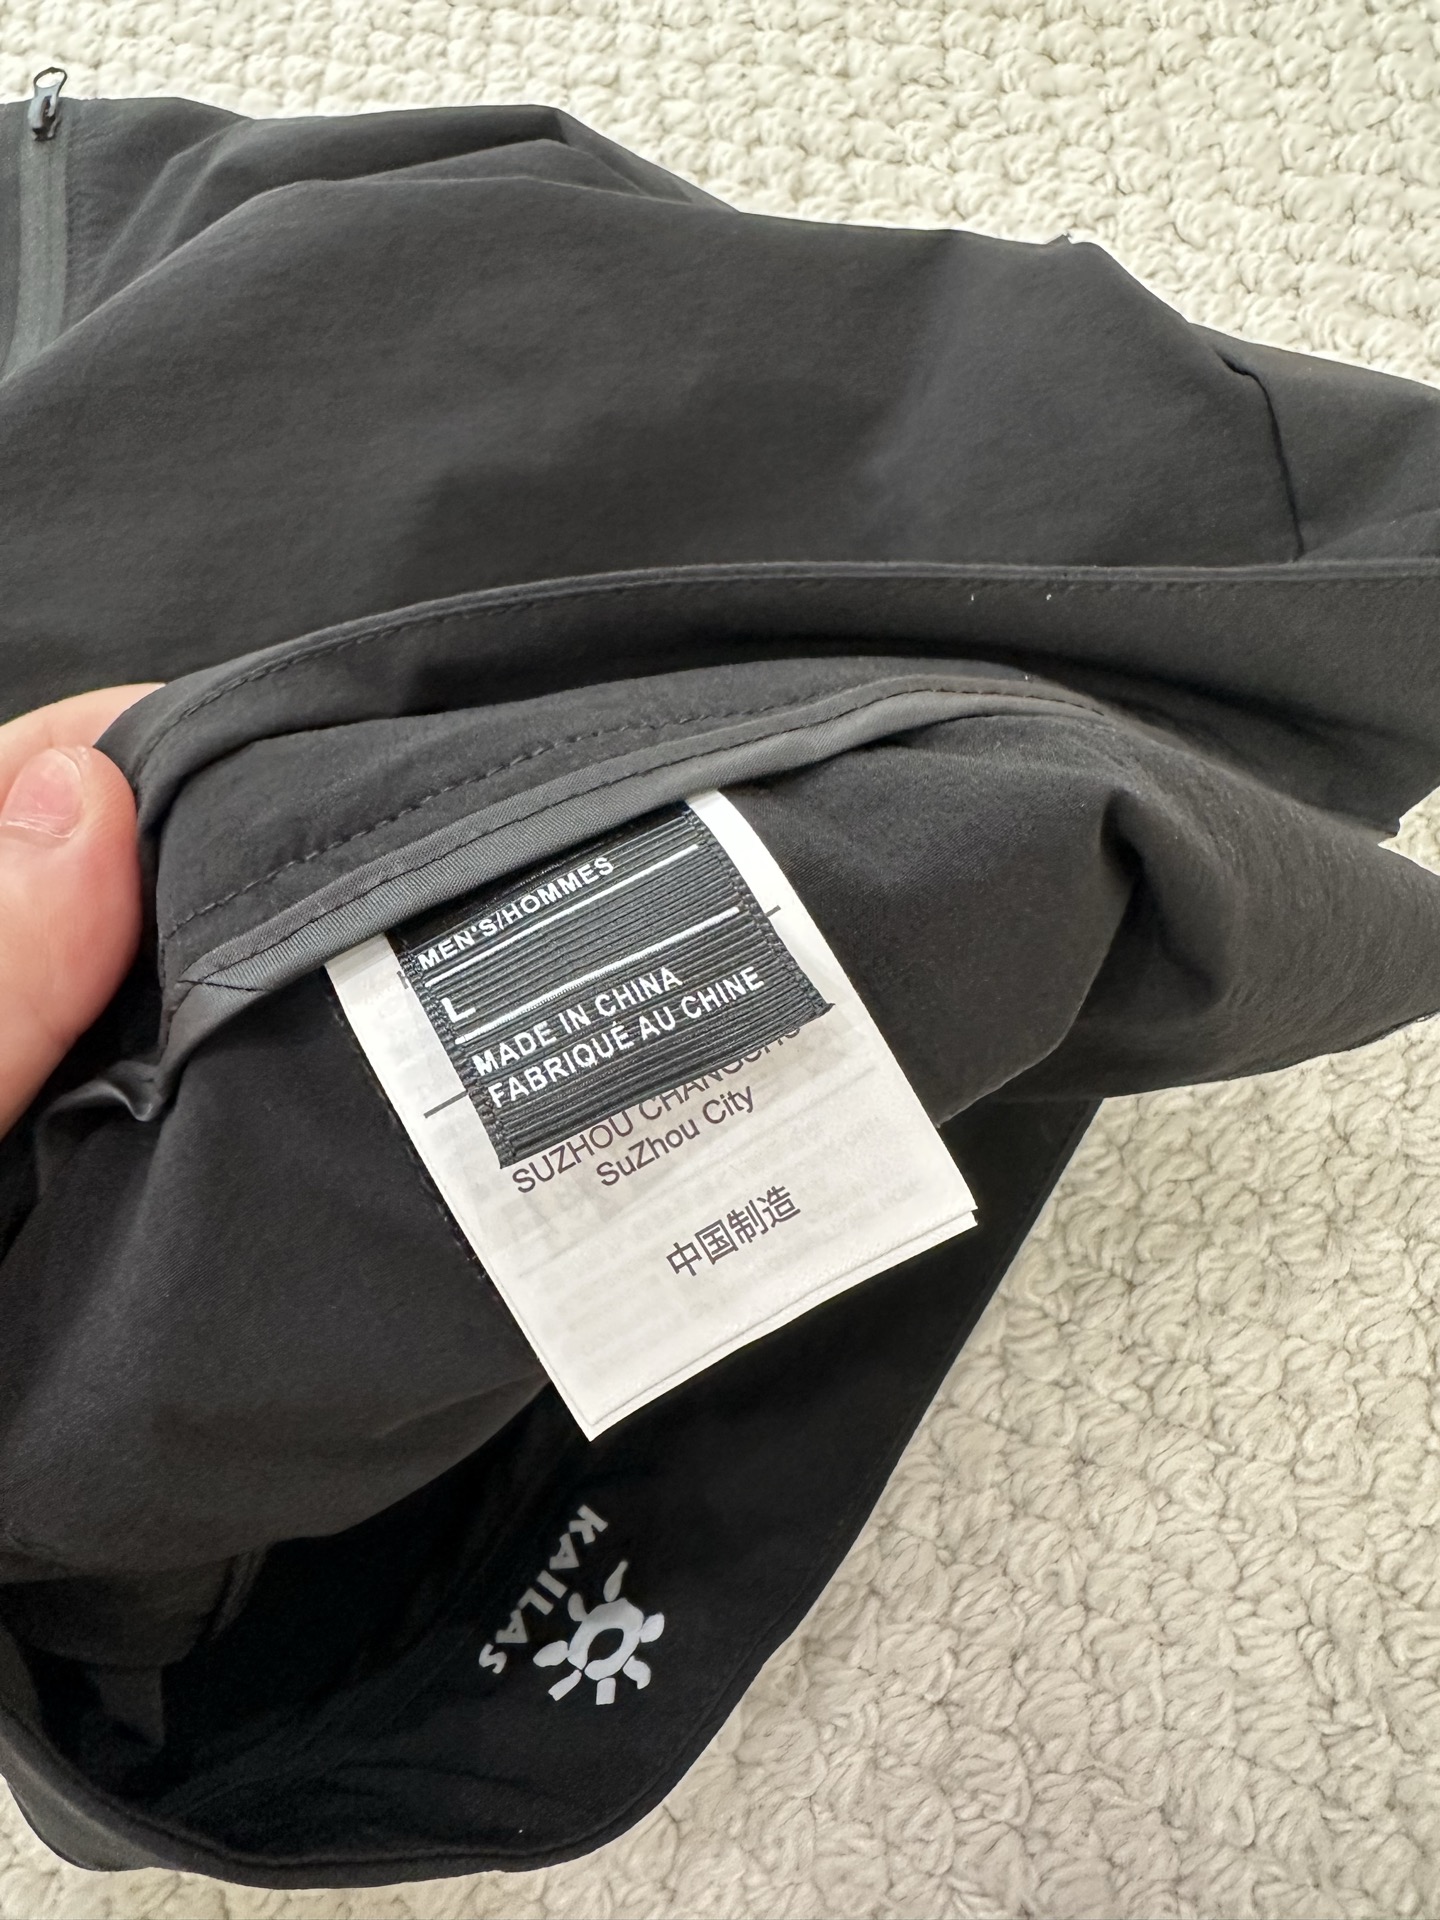 MEN'S/HOMMES
L
MADE IN CHINA
FABRIQUÉ AU CHINE
SUZHOU
SuZhou City
中国制造
KAILAS